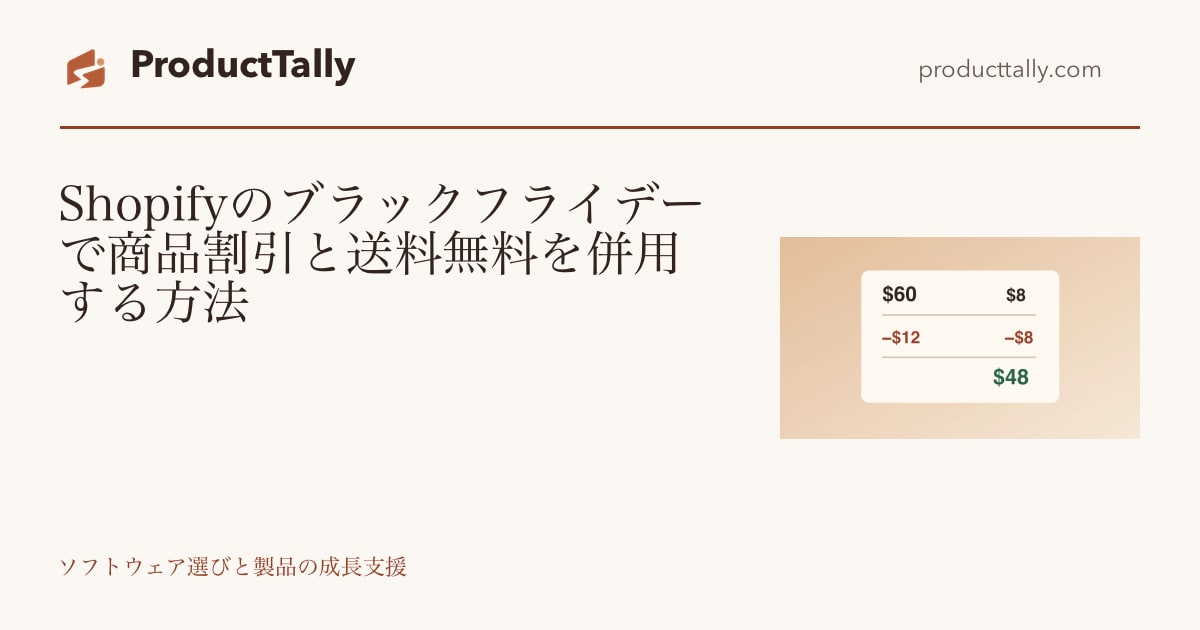 ProductTally
producttally.com
Shopifyのブラックフライデー
で商品割引と送料無料を併用
する方法
$60 $8
–$12 –$8
$48
ソフトウェア選びと製品の成長支援